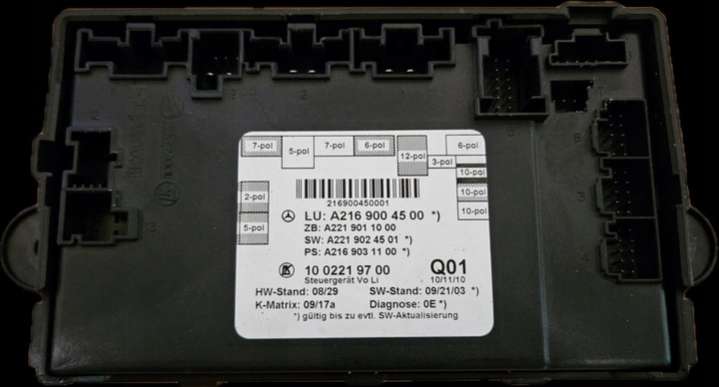 7-pol 5-pol 7-pol 6-pol 12-pol 3-pol 6-pol
10-pol
2-pol 10-pol
5-pol 10-pol
216900450001
LU: A216 900 45 00 *)
ZB: A221 901 10 00
SW: A221 902 45 01 *)
PS: A216 903 11 00 *)
10 0221 97 00 Q01
Steuergerät Vo Li 10/11/10
HW-Stand: 08/29 SW-Stand: 09/21/03 *)
K-Matrix: 09/17a Diagnose: 0E *)
*) gültig bis zu evtl. SW-Aktualisierung